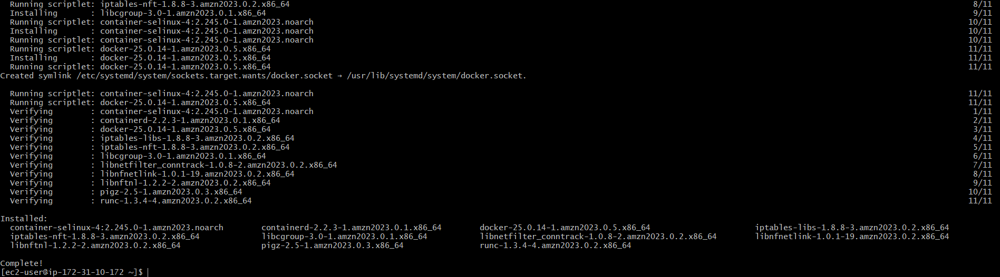 Running scriptlet: iptables-nft-1.8.8-3.amzn2023.0.2.x86_64 8/11
Installing : libcgroup-3.0-1.amzn2023.0.1.x86_64 9/11
Running scriptlet: container-selinux-4:2.245.0-1.amzn2023.noarch 10/11
Installing : container-selinux-4:2.245.0-1.amzn2023.noarch 10/11
Running scriptlet: container-selinux-4:2.245.0-1.amzn2023.noarch 10/11
Running scriptlet: docker-25.0.14-1.amzn2023.0.5.x86_64 11/11
Installing : docker-25.0.14-1.amzn2023.0.5.x86_64 11/11
Running scriptlet: docker-25.0.14-1.amzn2023.0.5.x86_64 11/11
Created symlink /etc/systemd/system/sockets.target.wants/docker.socket → /usr/lib/systemd/system/docker.socket.
Running scriptlet: container-selinux-4:2.245.0-1.amzn2023.noarch 11/11
Running scriptlet: docker-25.0.14-1.amzn2023.0.5.x86_64 11/11
Verifying : container-selinux-4:2.245.0-1.amzn2023.noarch 1/11
Verifying : containerd-2.2.3-1.amzn2023.0.1.x86_64 2/11
Verifying : docker-25.0.14-1.amzn2023.0.5.x86_64 3/11
Verifying : iptables-libs-1.8.8-3.amzn2023.0.2.x86_64 4/11
Verifying : iptables-nft-1.8.8-3.amzn2023.0.2.x86_64 5/11
Verifying : libcgroup-3.0-1.amzn2023.0.1.x86_64 6/11
Verifying : libnetfilter_conntrack-1.0.8-2.amzn2023.0.2.x86_64 7/11
Verifying : libnfnetlink-1.0.1-19.amzn2023.0.2.x86_64 8/11
Verifying : libnftnl-1.2.2-2.amzn2023.0.2.x86_64 9/11
Verifying : pigz-2.5-1.amzn2023.0.3.x86_64 10/11
Verifying : runc-1.3.4-4.amzn2023.0.2.x86_64 11/11
Installed:
container-selinux-4:2.245.0-1.amzn2023.noarch containerd-2.2.3-1.amzn2023.0.1.x86_64 docker-25.0.14-1.amzn2023.0.5.x86_64 iptables-libs-1.8.8-3.amzn2023.0.2.x86_64
iptables-nft-1.8.8-3.amzn2023.0.2.x86_64 libcgroup-3.0-1.amzn2023.0.1.x86_64 libnetfilter_conntrack-1.0.8-2.amzn2023.0.2.x86_64 libnfnetlink-1.0.1-19.amzn2023.0.2.x86_64
libnftnl-1.2.2-2.amzn2023.0.2.x86_64 pigz-2.5-1.amzn2023.0.3.x86_64 runc-1.3.4-4.amzn2023.0.2.x86_64
Complete!
[ec2-user@ip-172-31-10-172 ~]$